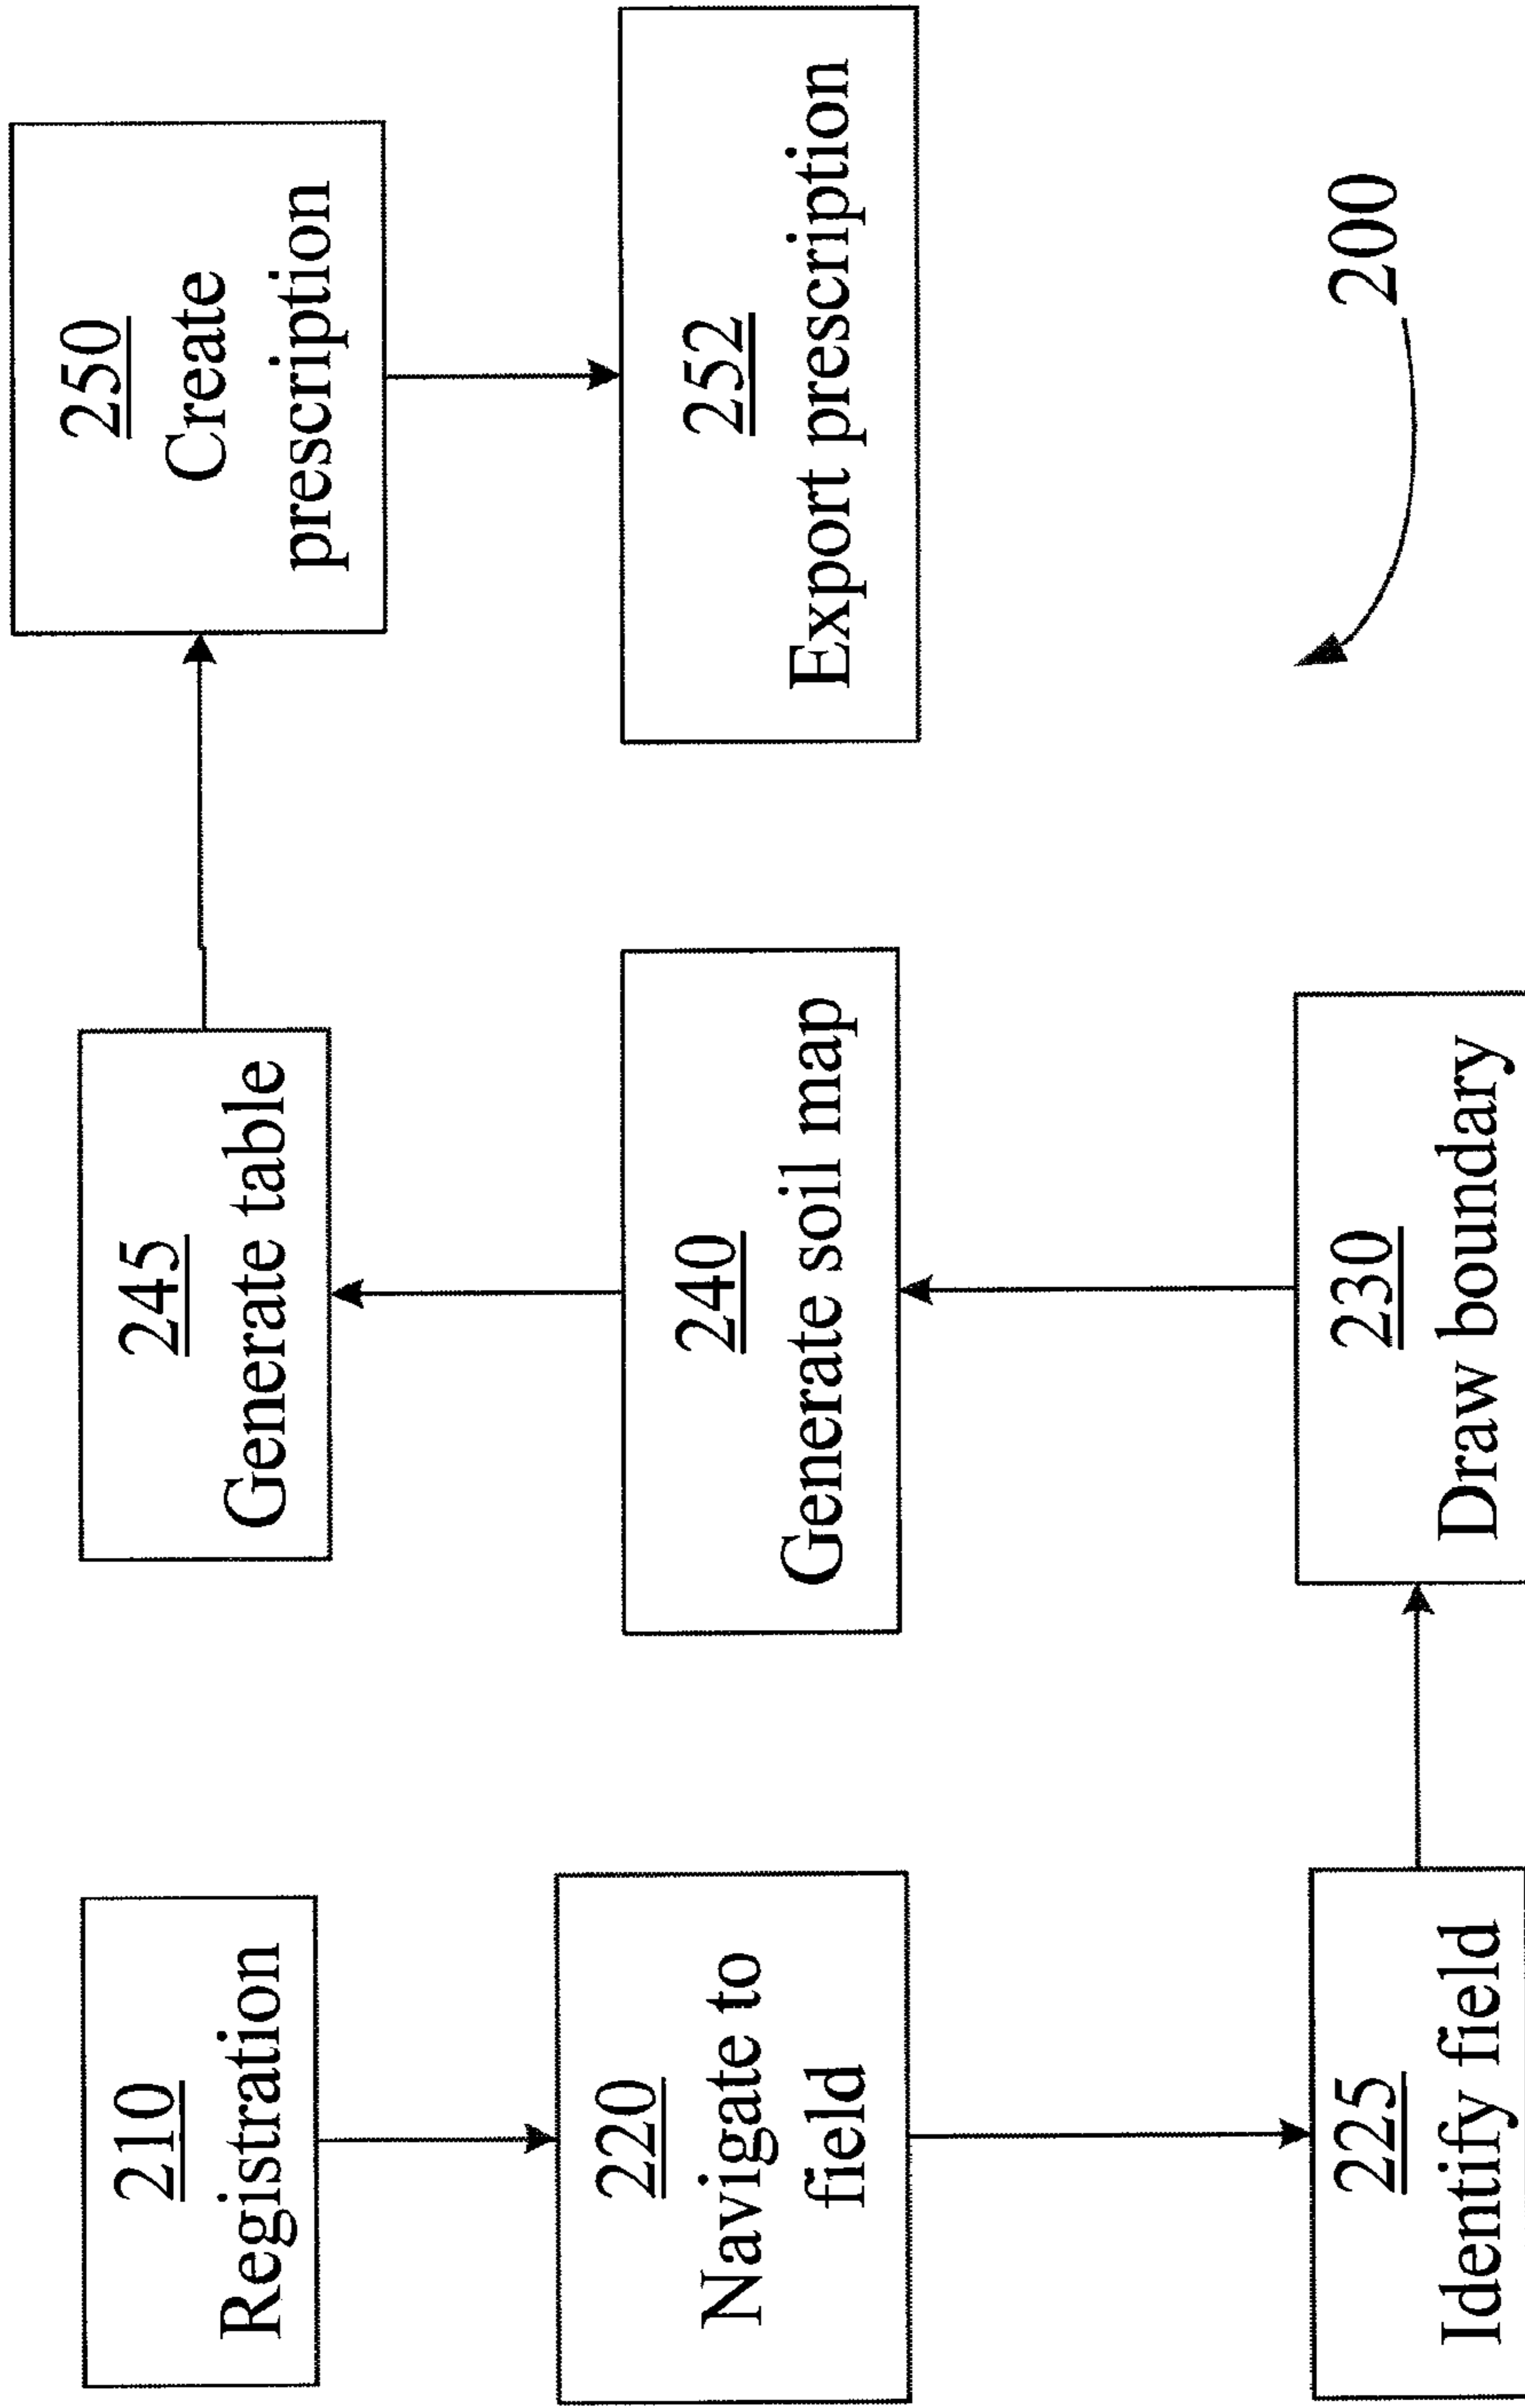 210
Registration
220
Navigate to
field
225
Identify field
230
Draw boundary
240
Generate soil map
245
Generate table
250
Create
prescription
252
Export prescription
200